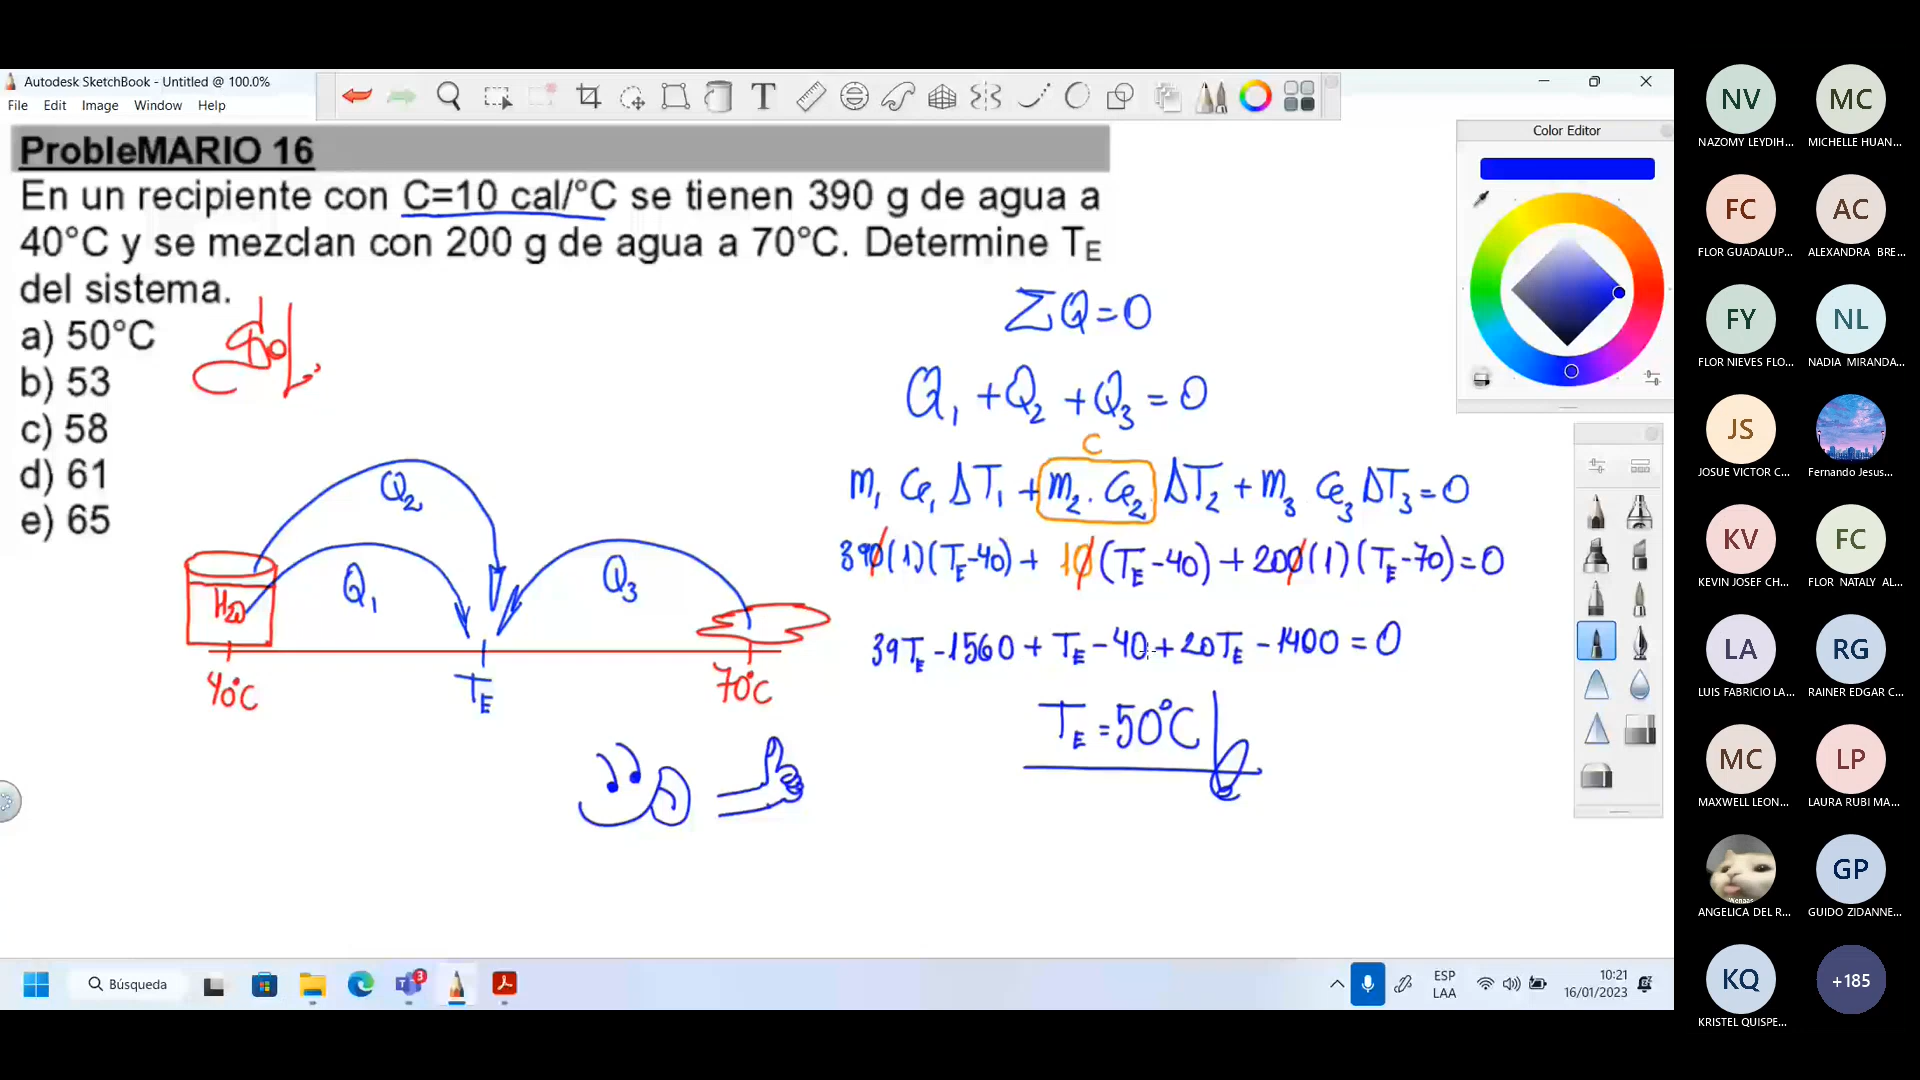 Autodesk SketchBook - Untitled @ 100.0%
File Edit Image Window Help
T
ProbleMARIO 16
En un recipiente con C=10 cal/°C se tienen 390 g de agua a
40°C y se mezclan con 200 g de agua a 70°C. Determine TE
del sistema.
a) 50°C
b) 53
c) 58
d) 61
e) 65
Sol.
Q2
Q1
Q3
H2O
40°C
TE
70°C
ΣQ=0
Q1 +Q2 +Q3 = 0
C
m1 Ce1 ΔT1 + m2 . Ce2 ΔT2 + m3 Ce3 ΔT3 = 0
390(1)(TE-40) + 10(TE-40) + 200(1)(TE-70)=0
39TE-1560 + TE-40+20TE-1400 = 0
TE = 50°C
Color Editor
NV
NAZOMY LEYDIH...
MC
MICHELLE HUAN...
FC
FLOR GUADALUP...
AC
ALEXANDRA BRE...
FY
FLOR NIEVES FLO...
NL
NADIA MIRANDA...
JS
JOSUE VICTOR C...
Fernando Jesus...
KV
KEVIN JOSEF CH...
FC
FLOR NATALY AL...
LA
LUIS FABRICIO LA...
RG
RAINER EDGAR C...
MC
MAXWELL LEON...
LP
LAURA RUBI MA...
ANGELICA DEL R...
GP
GUIDO ZIDANNE...
KQ
KRISTEL QUISPE...
+185
Búsqueda
3
ESP
LAA
10:21
16/01/2023